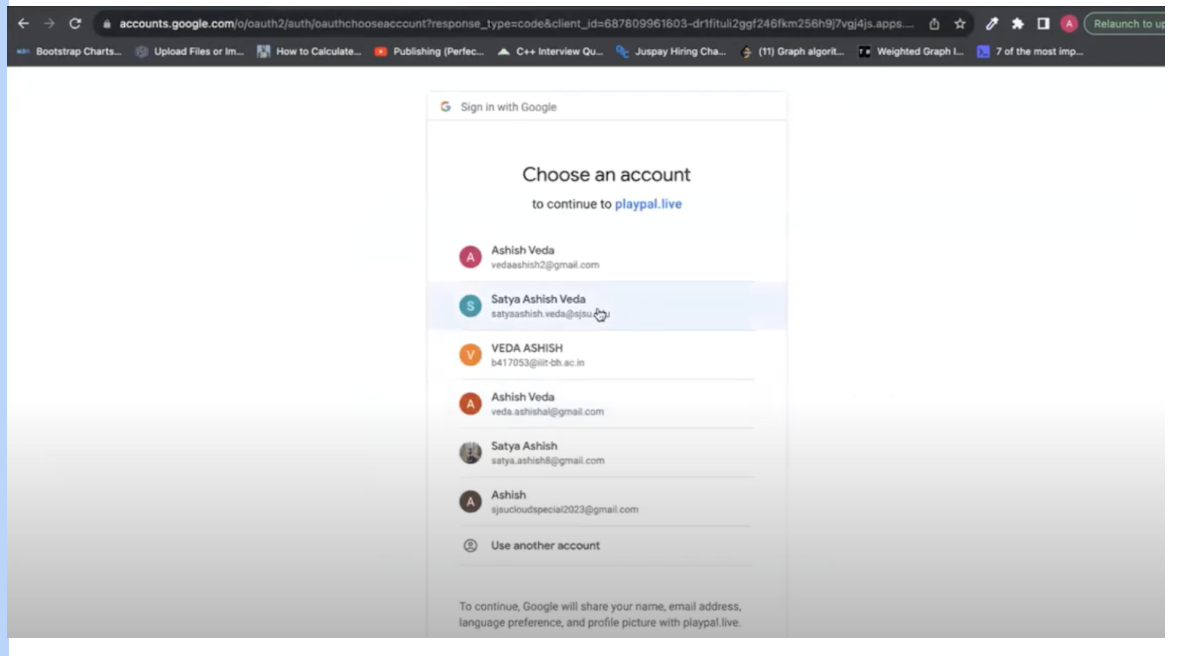 accounts.google.com/o/oauth2/auth/oauthchooseaccount?response_type=code&client_id=687809961603-dr1fituli2ggf246fkm256h9j7vgj4js.apps....
A
Relaunch to up
Bootstrap Charts...
Upload Files or Im...
How to Calculate...
Publishing (Perfec...
C++ Interview Qu...
Juspay Hiring Cha...
(11) Graph algorit...
Weighted Graph I...
7 of the most imp...
G Sign in with Google
Choose an account
to continue to playpal.live
A
Ashish Veda
vedaashish2@gmail.com
S
Satya Ashish Veda
V
VEDA ASHISH
b417053@iiit-bh.ac.in
A
Ashish Veda
veda.ashishal@gmail.com
Satya Ashish
satya.ashish8@gmail.com
A
Ashish
sjsucloudspecial2023@gmail.com
Use another account
To continue, Google will share your name, email address,
language preference, and profile picture with playpal.live.